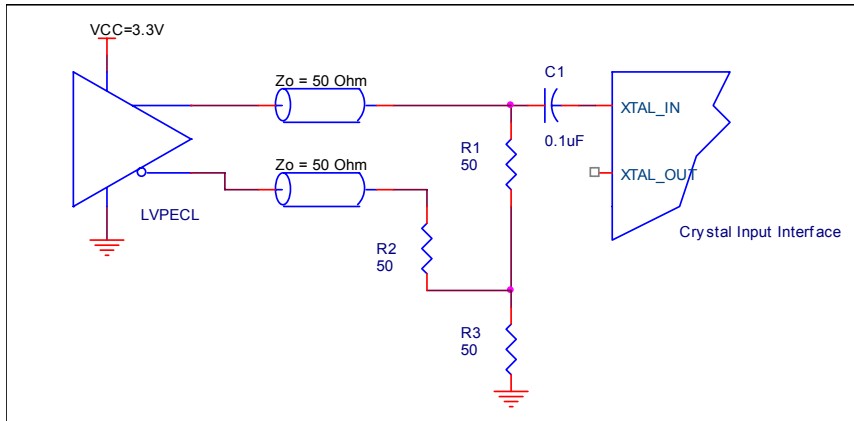 VCC=3.3V
Zo = 50 Ohm
C1
0.1uF
XTAL_IN
R1
50
Zo = 50 Ohm
XTAL_OUT
LVPECL
Crystal Input Interface
R2
50
R3
50